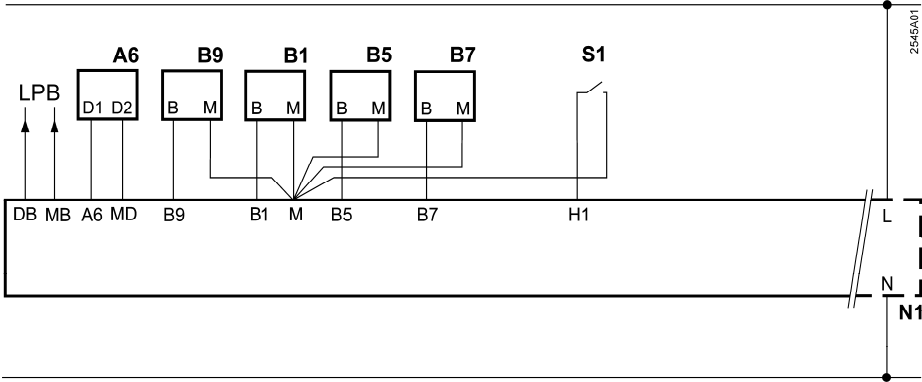 2545A01
A6 B9 B1 B5 B7 S1
LPB
D1 D2 B M B M B M B M
DB MB A6 MD B9 B1 M B5 B7 H1 L
N
N1